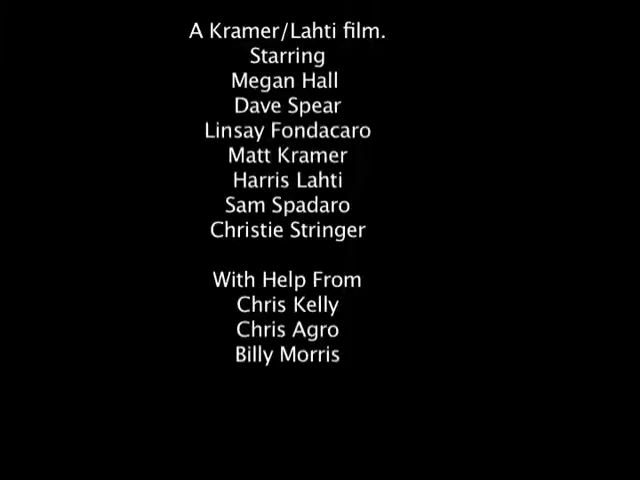 A Kramer/Lahti film.
Starring
Megan Hall
Dave Spear
Linsay Fondacaro
Matt Kramer
Harris Lahti
Sam Spadaro
Christie Stringer
With Help From
Chris Kelly
Chris Agro
Billy Morris